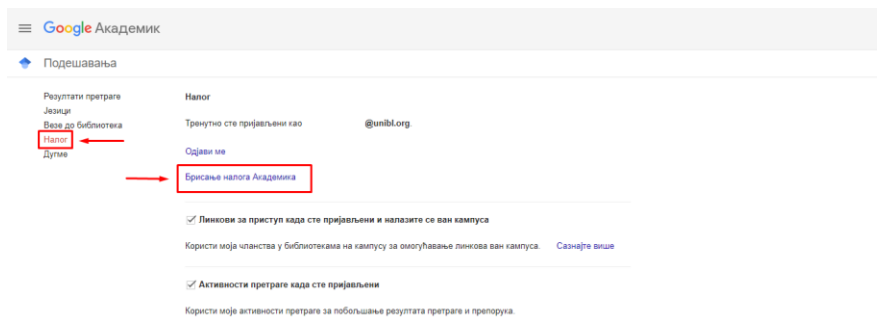 Google Академик
Подешавања
Резултати претраге
Језици
Везе до библиотека
Налог
Дугме
Налог
Тренутно сте пријављени као @unibl.org.
Одјави ме
Брисање налога Академика
Линкови за приступ када сте пријављени и налазите се ван кампуса
Користи моја чланства у библиотекама на кампусу за омогућавање линкова ван кампуса. Сазнајте више
Активности претраге када сте пријављени
Користи моје активности претраге за побољшање резултата претраге и препорука.